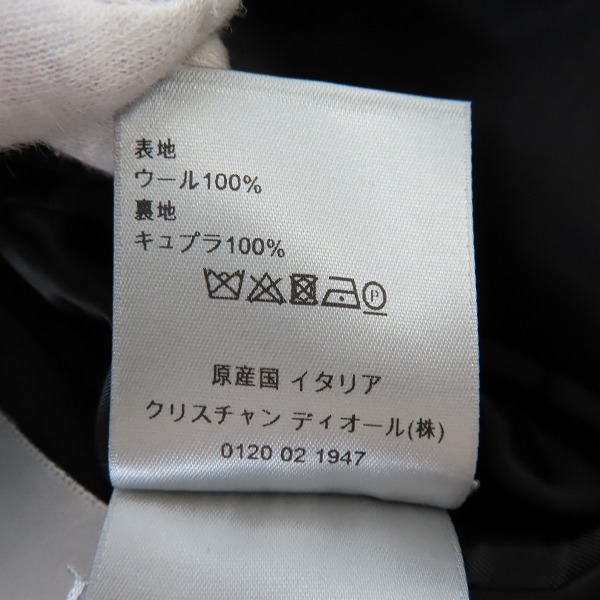 表地
ウール100%
裏地
キュプラ100%
P
原産国 イタリア
クリスチャン ディオール(株)
0120 02 1947